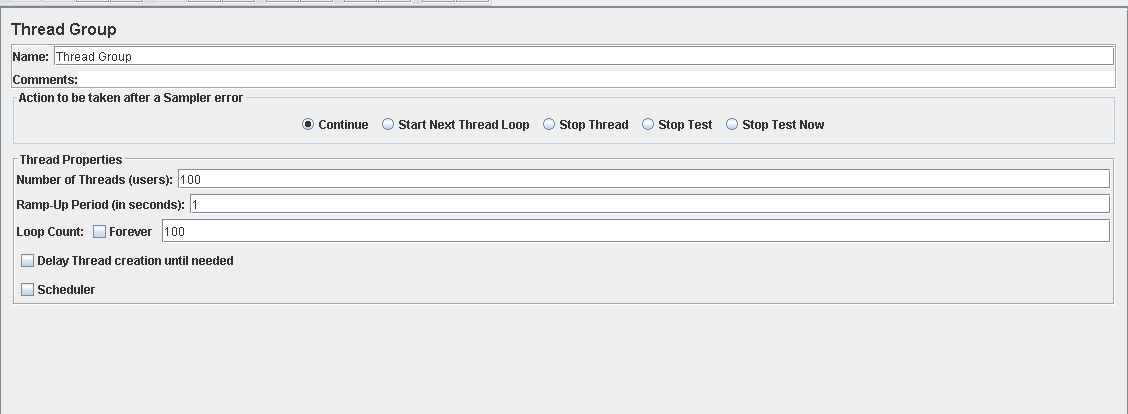 Thread Group
Name: Thread Group
Comments:
Action to be taken after a Sampler error
Continue Start Next Thread Loop Stop Thread Stop Test Stop Test Now
Thread Properties
Number of Threads (users): 100
Ramp-Up Period (in seconds): 1
Loop Count: Forever 100
Delay Thread creation until needed
Scheduler